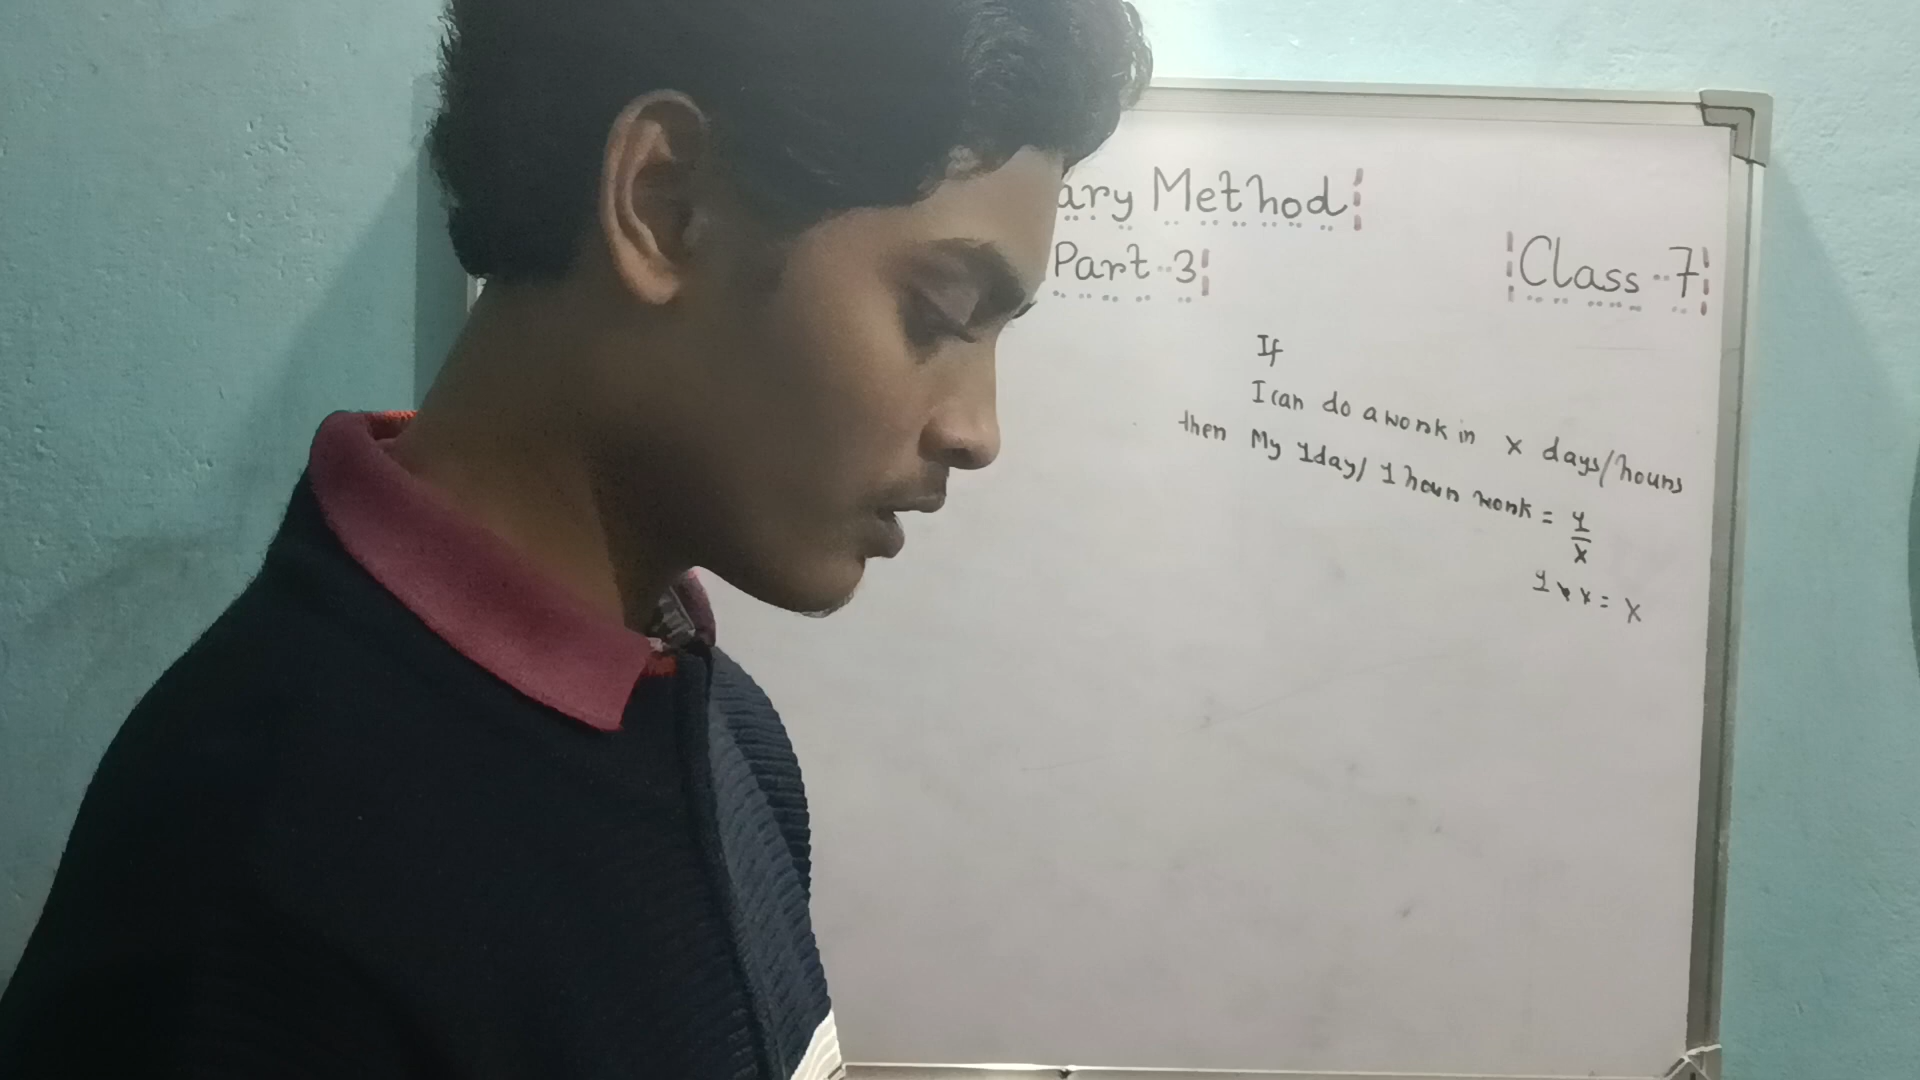 ary Method
Part-3
Class-7
If
I can do a work in x days/hours
then My 1day/ 1 hour work = 1/x
1 × x = x